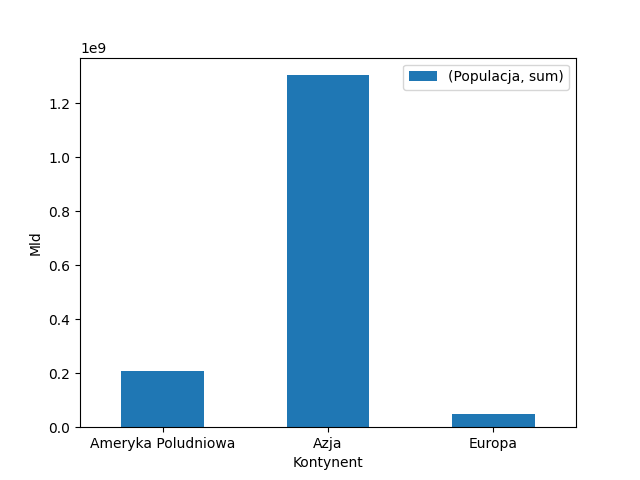 1e9
(Populacja, sum)
1.2
1.0
0.8
0.6
0.4
0.2
0.0
Mld
Ameryka Poludniowa Azja Europa
Kontynent